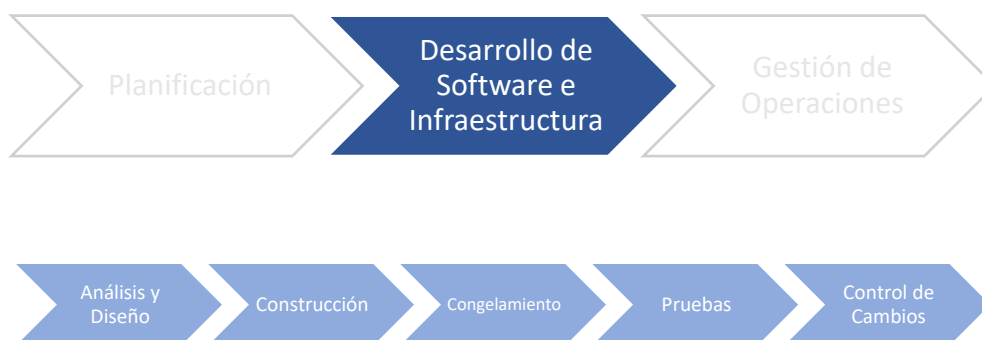 Planificación
Desarrollo de
Software e
Infraestructura
Gestión de
Operaciones
Análisis y
Diseño
Construcción
Congelamiento
Pruebas
Control de
Cambios